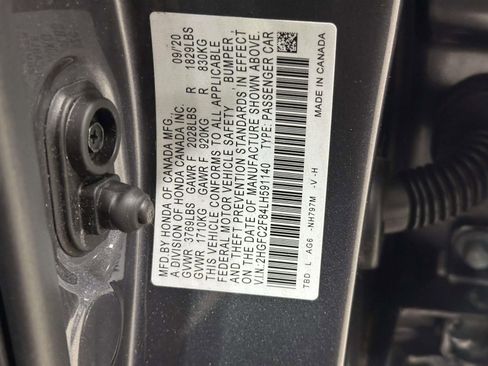 MFD. BY HONDA OF CANADA MFG., 09/20
A DIVISION OF HONDA CANADA INC.
GVWR 3769LBS GAWR F 2028LBS R 1829LBS
GVWR 1710KG GAWR F 920KG R 830KG
THIS VEHICLE CONFORMS TO ALL APPLICABLE
FEDERAL MOTOR VEHICLE SAFETY, BUMPER,
AND THEFT PREVENTION STANDARDS IN EFFECT
ON THE DATE OF MANUFACTURE SHOWN ABOVE.
V.I.N. 2HGFC2F84LH591140 TYPE: PASSENGER CAR
TBD L AG6 -NH797M -V -H
MADE IN CANADA